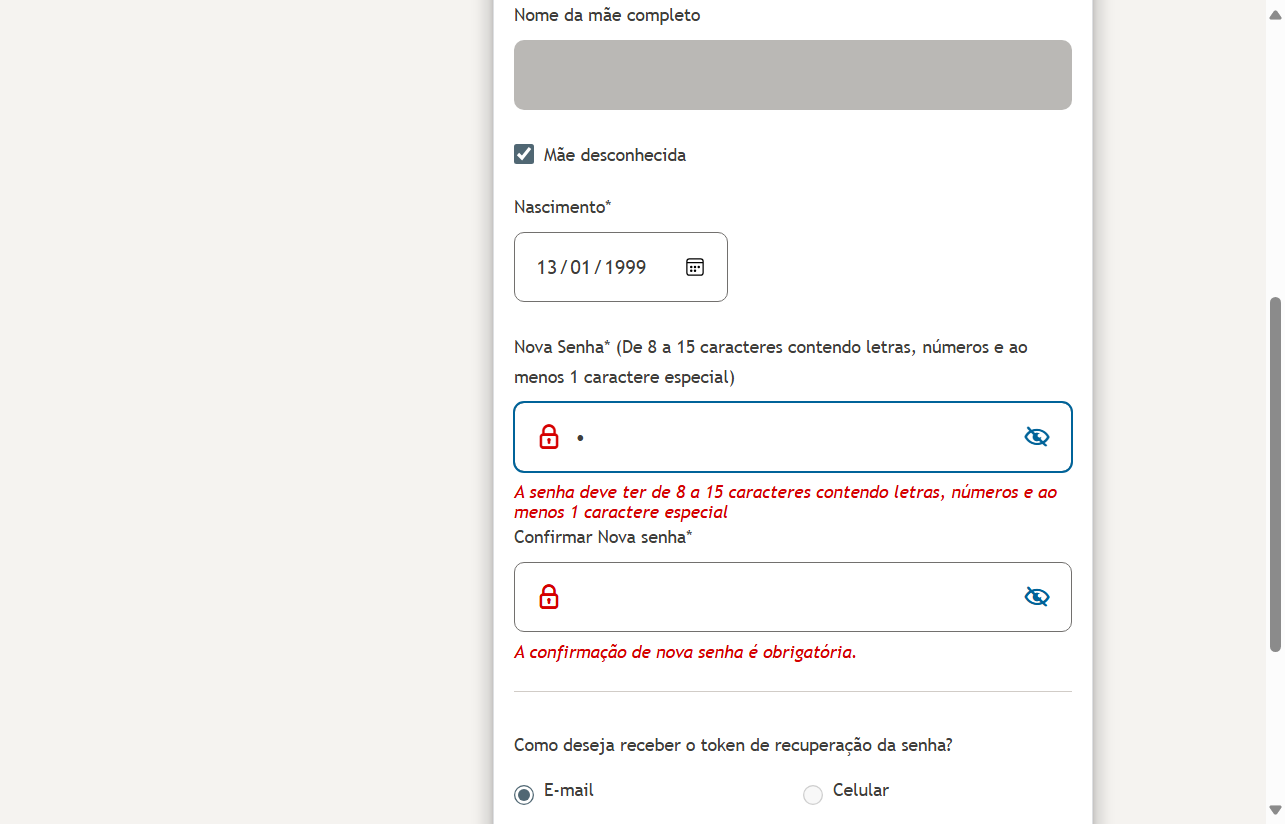 Nome da mãe completo
Mãe desconhecida
Nascimento*
13/01/1999
Nova Senha* (De 8 a 15 caracteres contendo letras, números e ao
menos 1 caractere especial)
•
A senha deve ter de 8 a 15 caracteres contendo letras, números e ao
menos 1 caractere especial
Confirmar Nova senha*
A confirmação de nova senha é obrigatória.
Como deseja receber o token de recuperação da senha?
E-mail
Celular